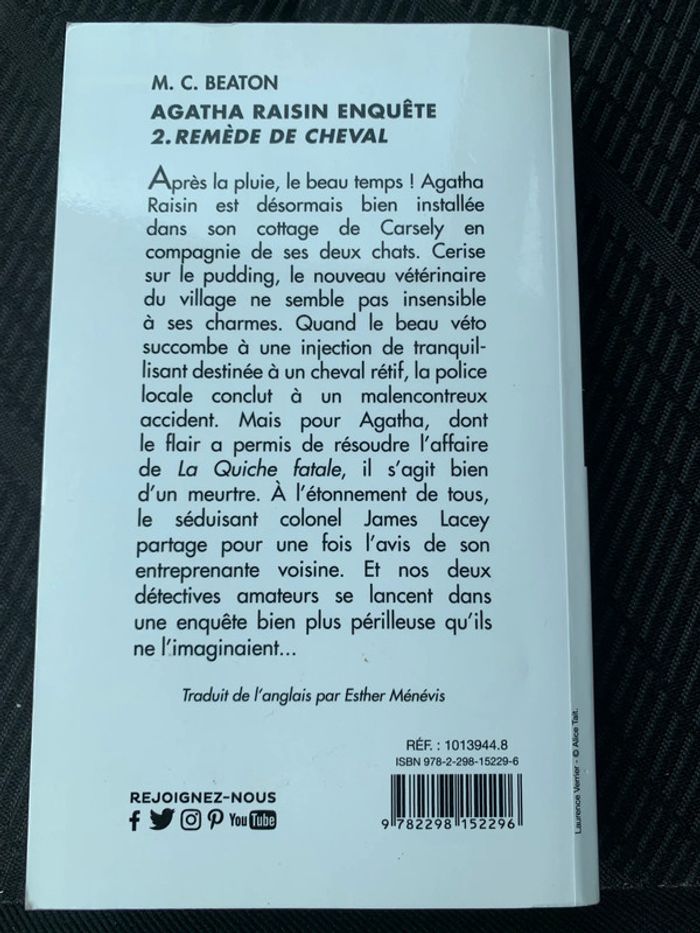 M. C. BEATON
AGATHA RAISIN ENQUÊTE
2. REMÈDE DE CHEVAL
Après la pluie, le beau temps ! Agatha
Raisin est désormais bien installée
dans son cottage de Carsely en
compagnie de ses deux chats. Cerise
sur le pudding, le nouveau vétérinaire
du village ne semble pas insensible
à ses charmes. Quand le beau véto
succombe à une injection de tranquil-
lisant destinée à un cheval rétif, la police
locale conclut à un malencontreux
accident. Mais pour Agatha, dont
le flair a permis de résoudre l'affaire
de La Quiche fatale, il s'agit bien
d'un meurtre. À l'étonnement de tous,
le séduisant colonel James Lacey
partage pour une fois l'avis de son
entreprenante voisine. Et nos deux
détectives amateurs se lancent dans
une enquête bien plus périlleuse qu'ils
ne l'imaginaient...
Traduit de l'anglais par Esther Ménévis
RÉF. : 1013944.8
ISBN 978-2-298-15229-6
9 782298 152296
REJOIGNEZ-NOUS
You Tube
Laurence Verrier - © Alice Tait.